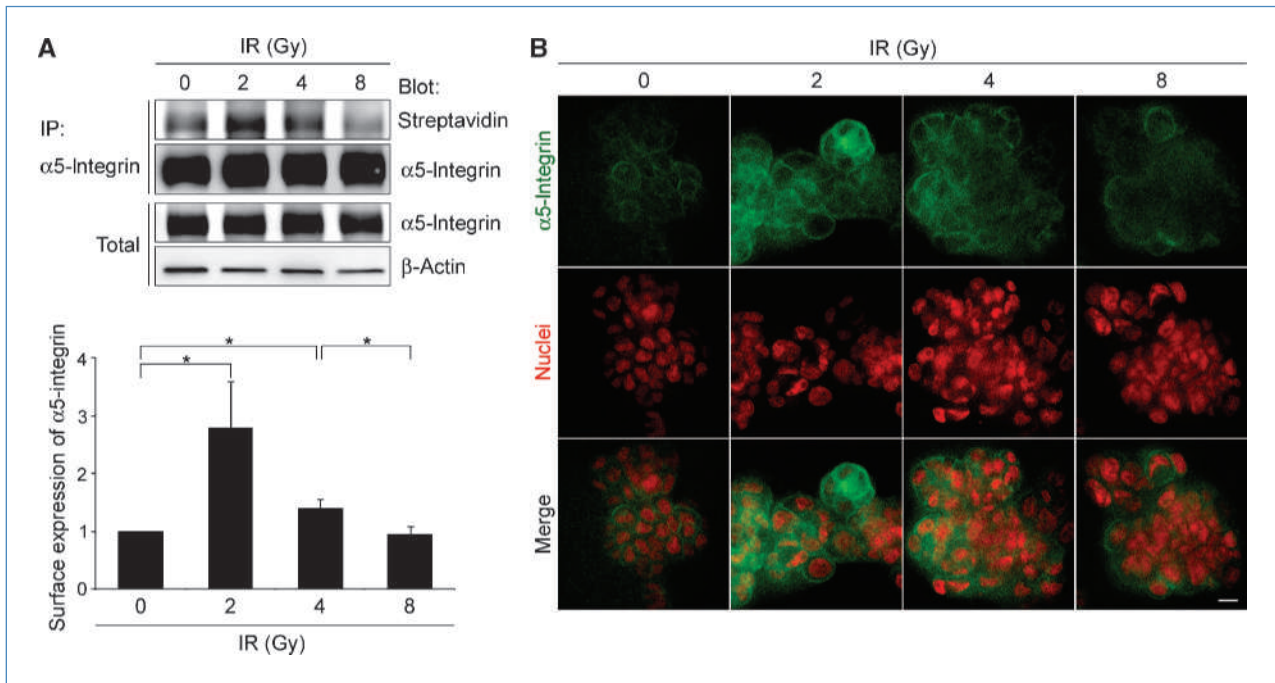 A
IR (Gy)
0 2 4 8
Blot:
IP:
α5-Integrin
Streptavidin
α5-Integrin
Total
α5-Integrin
β-Actin
Surface expression of α5-integrin
4
3
2
1
0
* * *
0 2 4 8
IR (Gy)
B
IR (Gy)
0 2 4 8
α5-Integrin
Nuclei
Merge